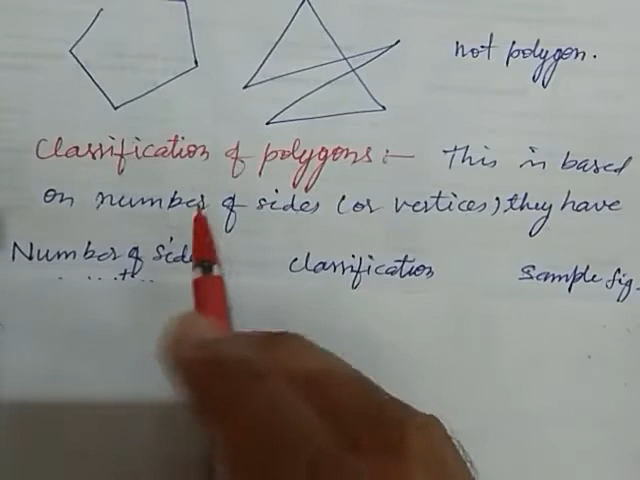 not polygon.
Classification of polygons:- This is based
on number of sides (or vertices) they have
Number of Side Classification Sample fig.